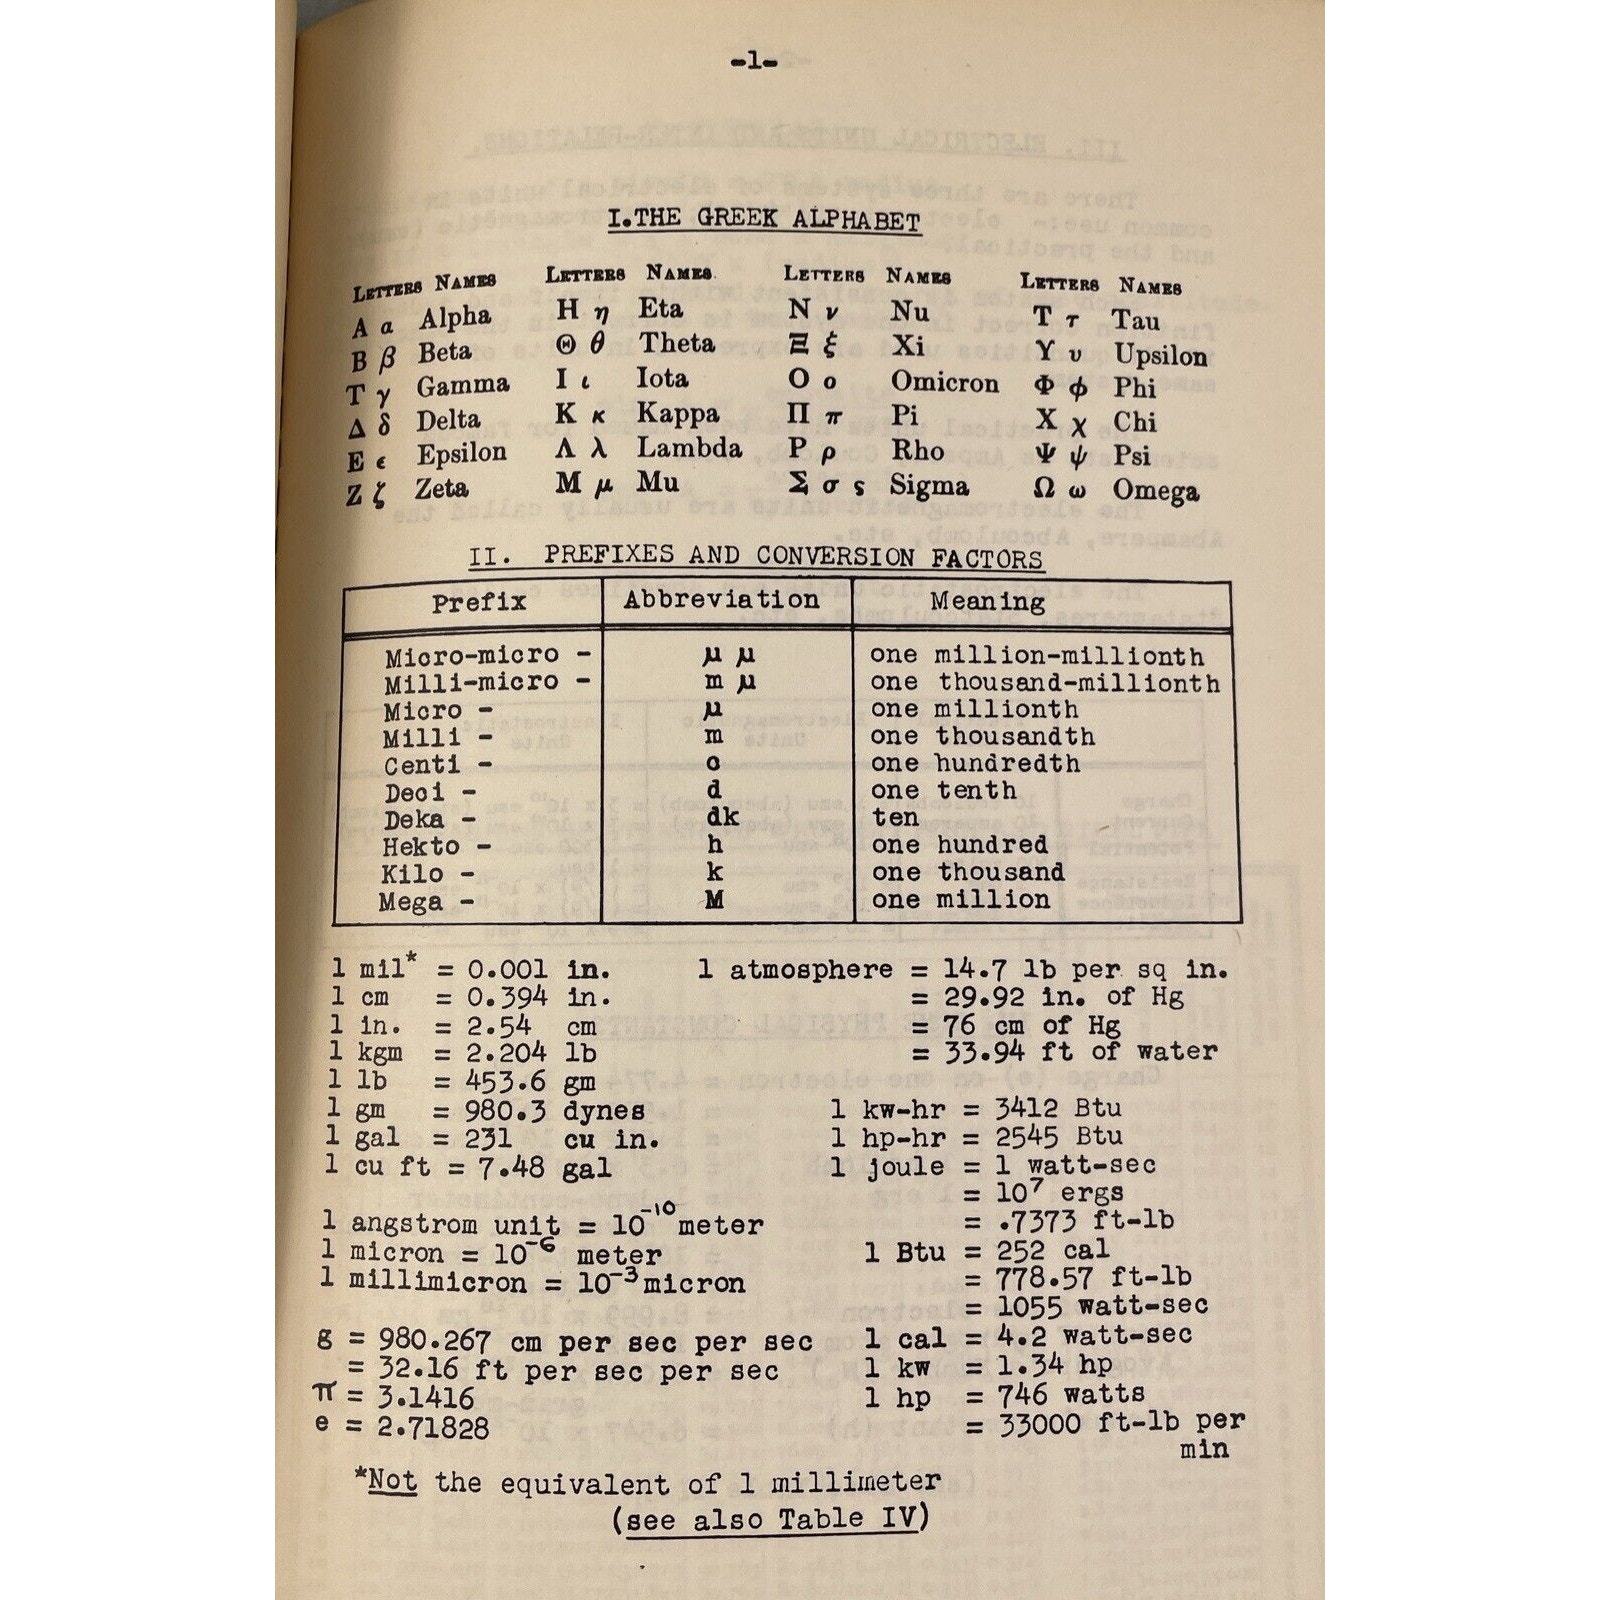 -1-
I. THE GREEK ALPHABET
LETTERS NAMES LETTERS NAMES LETTERS NAMES LETTERS NAMES
Α α Alpha Η η Eta Ν ν Nu Τ τ Tau
Β β Beta Θ θ Theta Ξ ξ Xi Υ υ Upsilon
Τ γ Gamma Ι ι Iota Ο ο Omicron Φ φ Phi
Δ δ Delta Κ κ Kappa Π π Pi Χ χ Chi
Ε ϵ Epsilon Λ λ Lambda Ρ ρ Rho Ψ ψ Psi
Ζ ζ Zeta Μ μ Mu Σ σ ς Sigma Ω ω Omega
II. PREFIXES AND CONVERSION FACTORS
Prefix Abbreviation Meaning
Micro-micro - μ μ one million-millionth
Milli-micro - m μ one thousand-millionth
Micro - μ one millionth
Milli - m one thousandth
Centi - c one hundredth
Deci - d one tenth
Deka - dk ten
Hekto - h one hundred
Kilo - k one thousand
Mega - M one million
1 mil* = 0.001 in.
1 cm = 0.394 in.
1 in. = 2.54 cm
1 kgm = 2.204 lb
1 lb = 453.6 gm
1 gm = 980.3 dynes
1 gal = 231 cu in.
1 cu ft = 7.48 gal
1 angstrom unit = 10⁻¹⁰ meter
1 micron = 10⁻⁶ meter
1 millimicron = 10⁻³ micron
g = 980.267 cm per sec per sec
= 32.16 ft per sec per sec
π = 3.1416
e = 2.71828
1 atmosphere = 14.7 lb per sq in.
= 29.92 in. of Hg
= 76 cm of Hg
= 33.94 ft of water
1 kw-hr = 3412 Btu
1 hp-hr = 2545 Btu
1 joule = 1 watt-sec
= 10⁷ ergs
= .7373 ft-lb
1 Btu = 252 cal
= 778.57 ft-lb
= 1055 watt-sec
1 cal = 4.2 watt-sec
1 kw = 1.34 hp
1 hp = 746 watts
= 33000 ft-lb per
min
*Not the equivalent of 1 millimeter
(see also Table IV)